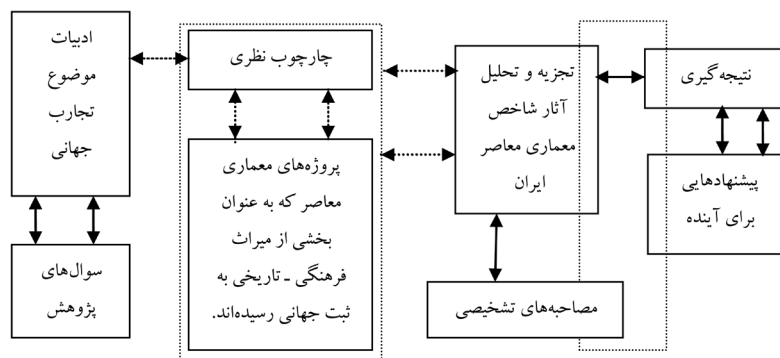 ادبیات
موضوع
تجارب
جهانی
سوال‌های
پژوهش
چارچوب نظری
پروژه‌های معماری
معاصر که به عنوان
بخشی از میراث
فرهنگی ـ تاریخی به
ثبت جهانی رسیده‌اند.
تجزیه و تحلیل
آثار شاخص
معماری معاصر
ایران
مصاحبه‌های تشخیصی
نتیجه‌گیری
پیشنهادهایی
برای آینده